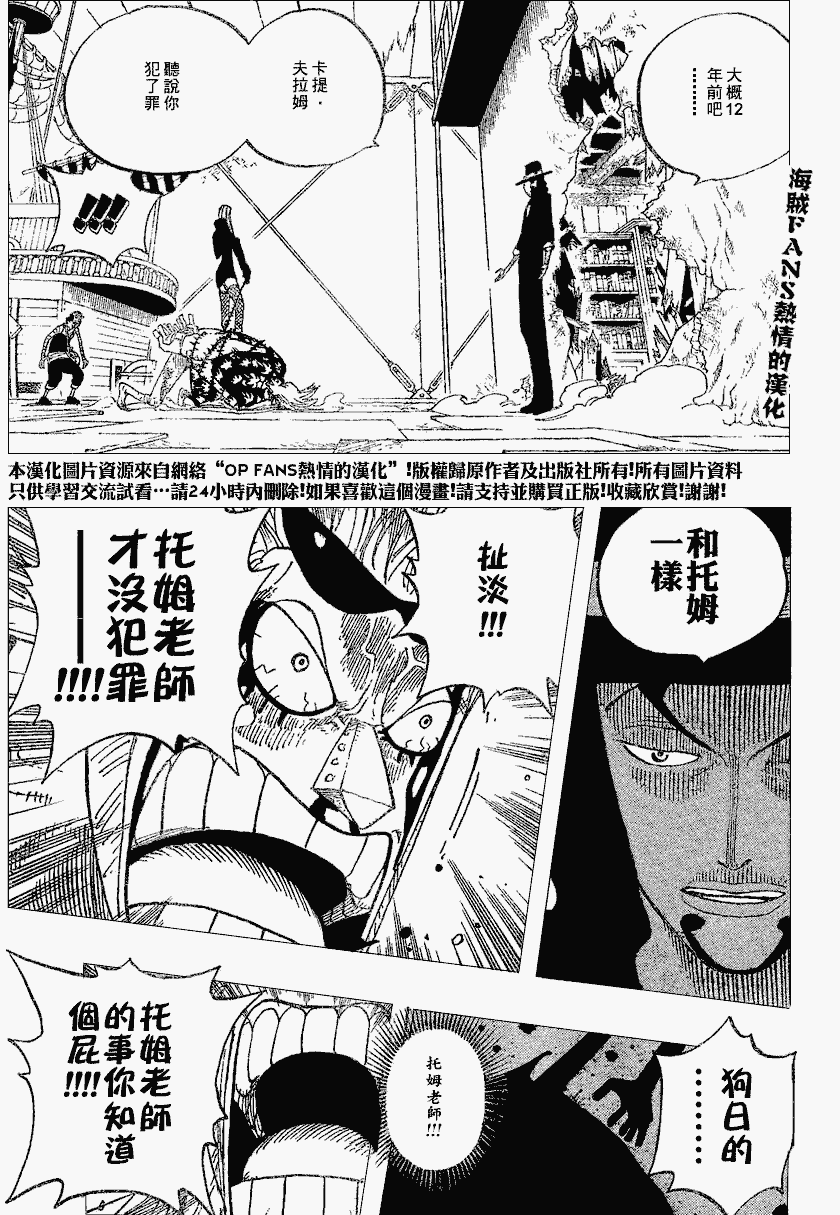 大概12
年前吧
………
卡提·
夫拉姆
聽說你
犯了罪
!!!
海賊FANS熱情的漢化
本漢化圖片資源來自網絡“OP FANS熱情的漢化”!版權歸原作者及出版社所有!所有圖片資料
只供學習交流試看…請24小時內刪除!如果喜歡這個漫畫!請支持並購買正版!收藏欣賞!謝謝!
和托姆
一樣
扯淡!!!
托姆老師
才沒犯罪
——!!!!
狗日的
………
托姆老師!!!
托姆老師
的事你知道
個屁!!!!